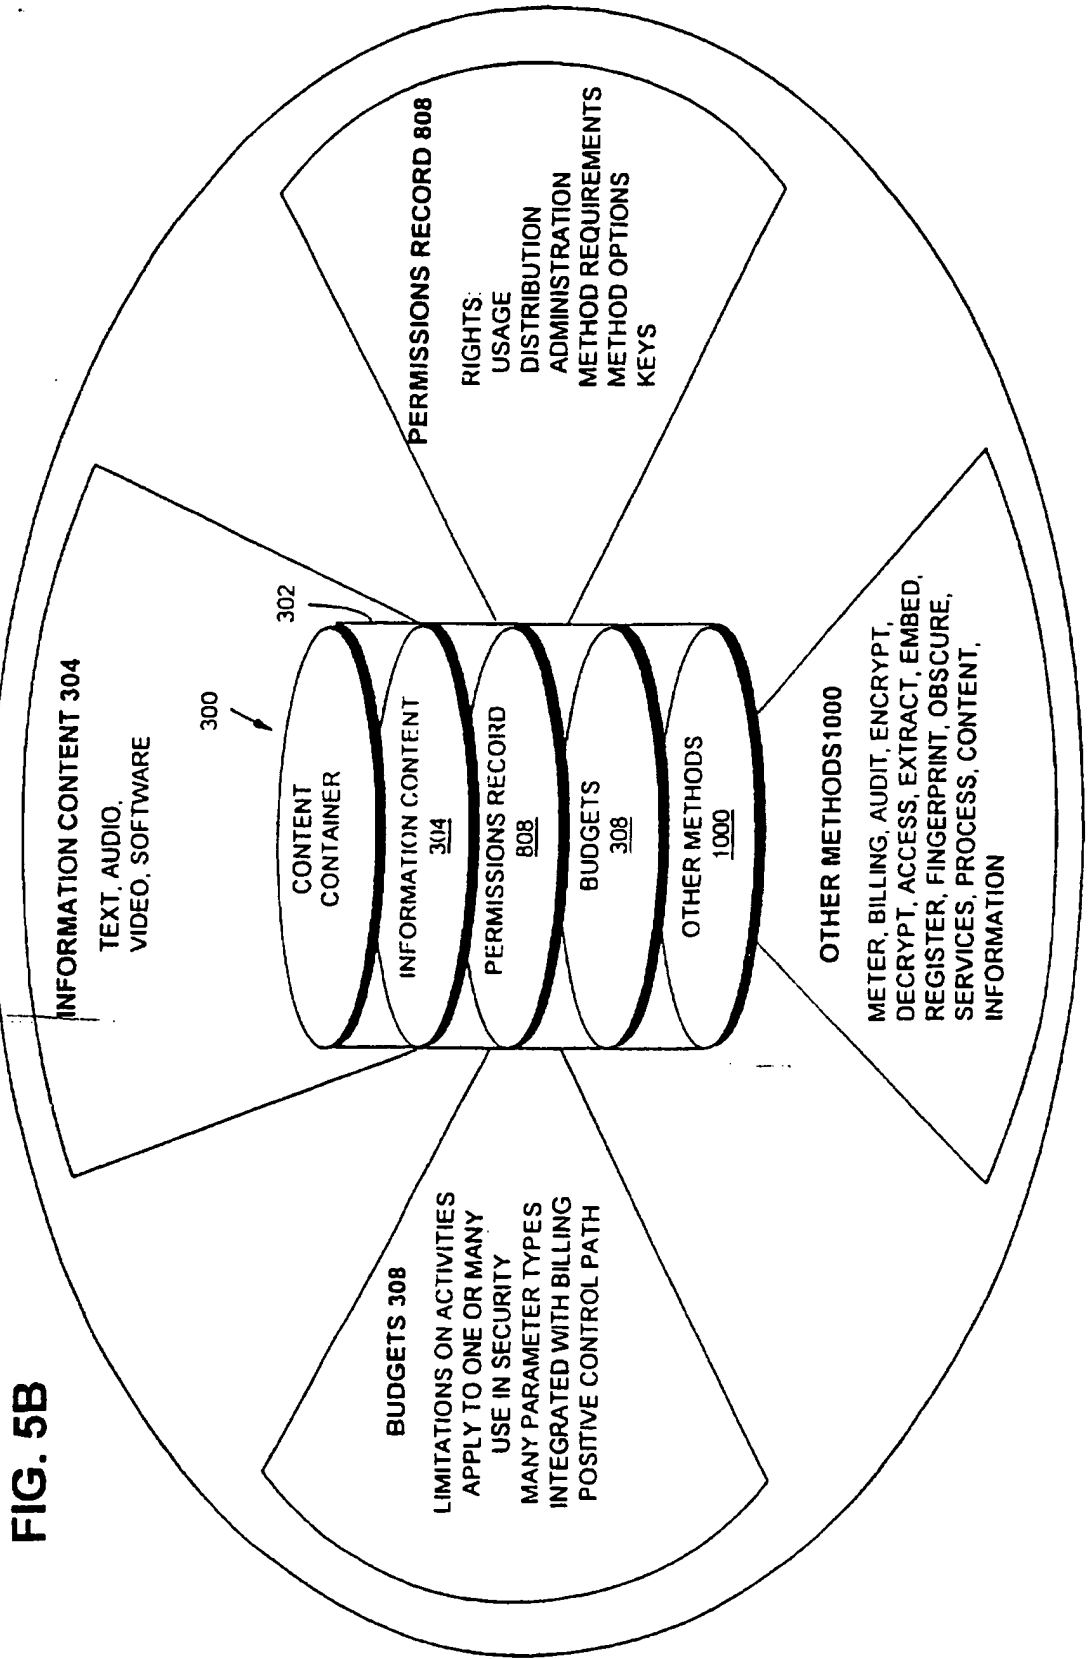 FIG. 5B
INFORMATION CONTENT 304
TEXT, AUDIO,
VIDEO, SOFTWARE
BUDGETS 308
LIMITATIONS ON ACTIVITIES
APPLY TO ONE OR MANY
USE IN SECURITY
MANY PARAMETER TYPES
INTEGRATED WITH BILLING
POSITIVE CONTROL PATH
300
302
CONTENT
CONTAINER
INFORMATION CONTENT
304
PERMISSIONS RECORD
808
BUDGETS
308
OTHER METHODS
1000
PERMISSIONS RECORD 808
RIGHTS:
USAGE
DISTRIBUTION
ADMINISTRATION
METHOD REQUIREMENTS
METHOD OPTIONS
KEYS
OTHER METHODS1000
METER, BILLING, AUDIT, ENCRYPT,
DECRYPT, ACCESS, EXTRACT, EMBED,
REGISTER, FINGERPRINT, OBSCURE,
SERVICES, PROCESS, CONTENT,
INFORMATION